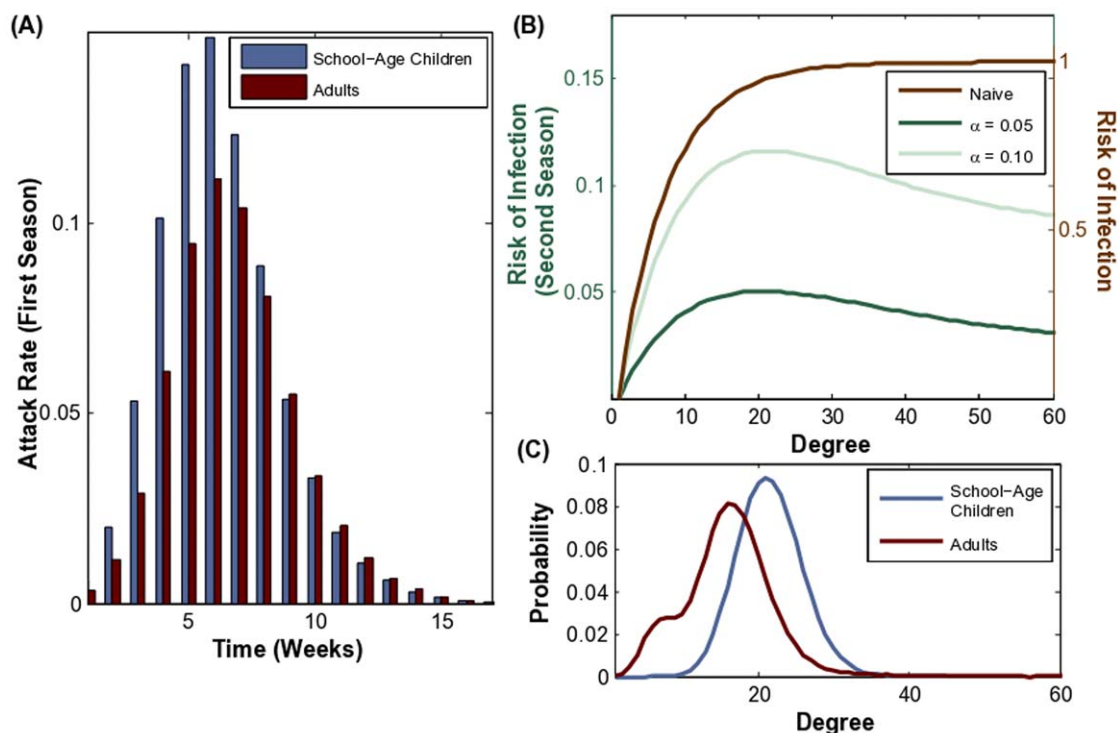 (A)
School-Age Children
Adults
Attack Rate (First Season)
0.1
0.05
0
5
10
15
Time (Weeks)
(B)
Risk of Infection
(Second Season)
0.15
0.1
0.05
Naive
α = 0.05
α = 0.10
1
0.5
Risk of Infection
0
10
20
30
40
50
60
Degree
(C)
Probability
0.1
0.08
0.06
0.04
0.02
0
School-Age
Children
Adults
20
40
60
Degree